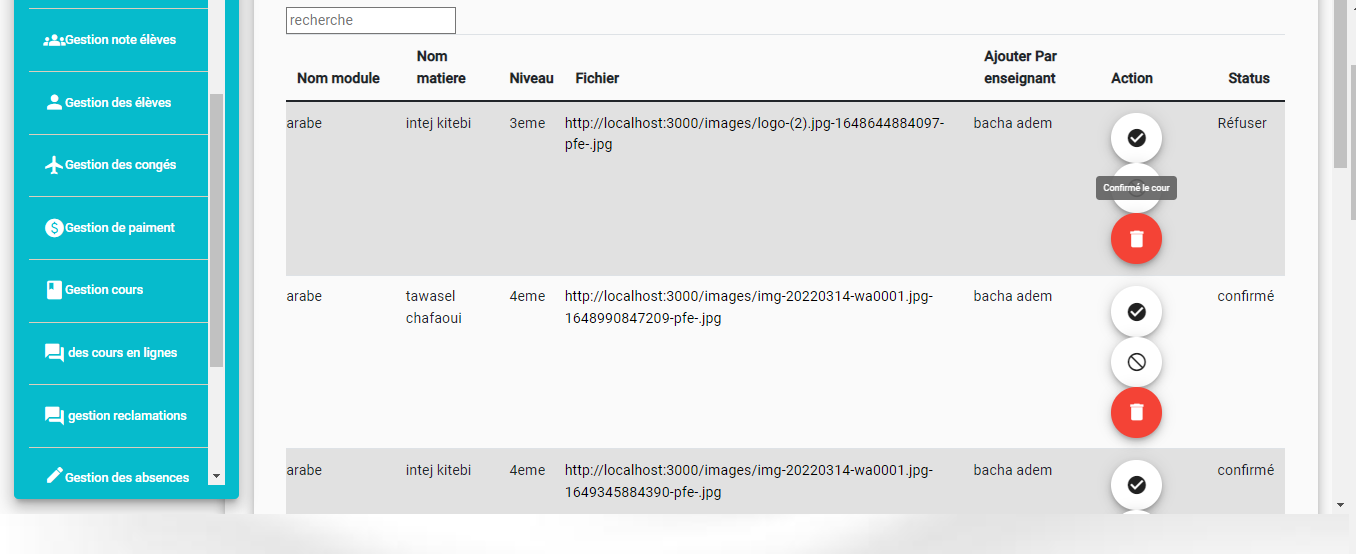 Gestion note élèves
Gestion des élèves
Gestion des congés
Gestion de paiment
Gestion cours
des cours en lignes
gestion reclamations
Gestion des absences
recherche
Nom module
Nom
matiere
Niveau
Fichier
Ajouter Par
enseignant
Action
Status
arabe
intej kitebi
3eme
http://localhost:3000/images/logo-(2).jpg-1648644884097-
pfe-.jpg
bacha adem
Confirmé le cour
Réfuser
arabe
tawasel
chafaoui
4eme
http://localhost:3000/images/img-20220314-wa0001.jpg-
1648990847209-pfe-.jpg
bacha adem
confirmé
arabe
intej kitebi
4eme
http://localhost:3000/images/img-20220314-wa0001.jpg-
1649345884390-pfe-.jpg
bacha adem
confirmé